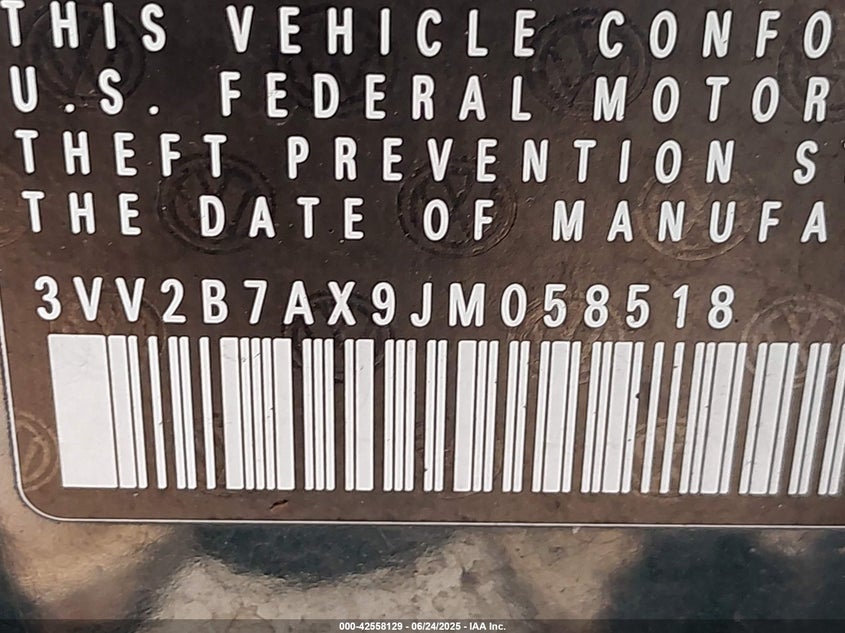 THIS VEHICLE CONFO
U.S. FEDERAL MOTOR
THEFT PREVENTION S
THE DATE OF MANUFA
3VV2B7AX9JM058518
000-42558129 - 06/24/2025 - IAA Inc.